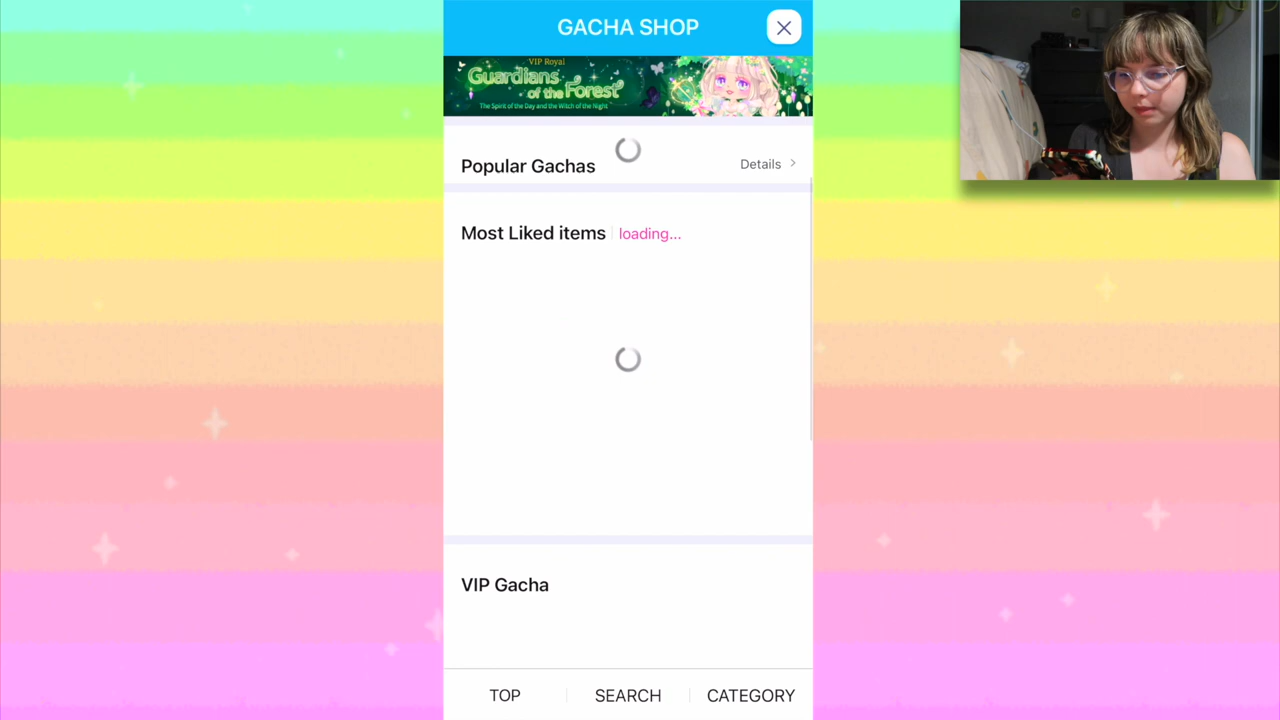 GACHA SHOP
VIP Royal
Guardians
of the Forest
The Spirit of the Day and the Witch of the Night
Popular Gachas
Details
Most Liked items
loading...
VIP Gacha
TOP
SEARCH
CATEGORY